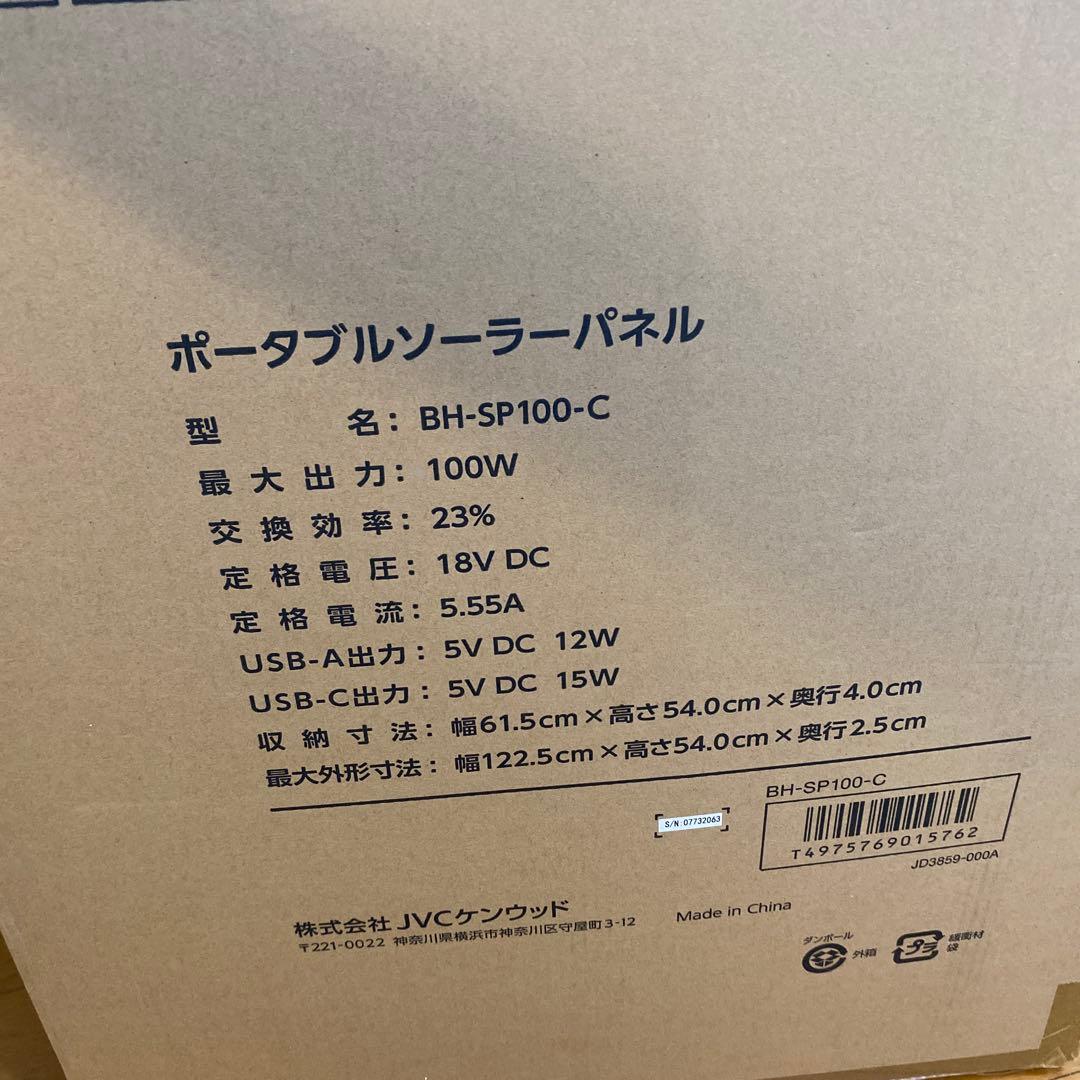 ポータブルソーラーパネル
型名: BH-SP100-C
最大出力: 100W
交換効率: 23%
定格電圧: 18V DC
定格電流: 5.55A
USB-A出力: 5V DC 12W
USB-C出力: 5V DC 15W
収納寸法: 幅61.5cm×高さ54.0cm×奥行4.0cm
最大外形寸法: 幅122.5cm×高さ54.0cm×奥行2.5cm
BH-SP100-C
S/N:07732063
T4975769015762
JD3859-000A
株式会社 JVCケンウッド
〒221-0022 神奈川県横浜市神奈川区守屋町3-12
Made in China
ダンボール
外箱
プラ
緩衝材
袋